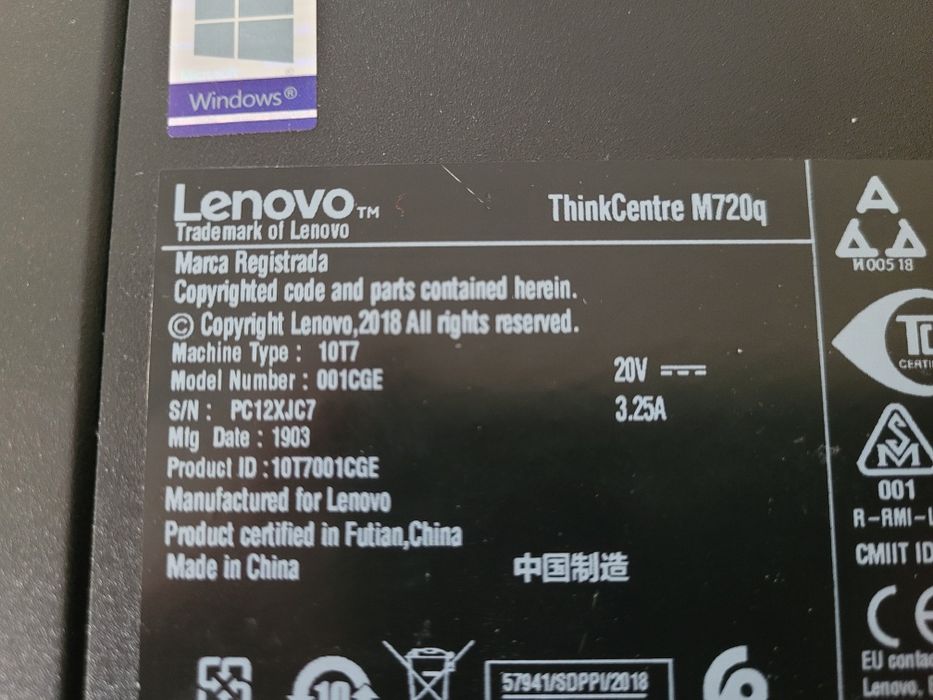 Windows®
Lenovo™
Trademark of Lenovo
ThinkCentre M720q
Marca Registrada
Copyrighted code and parts contained herein.
© Copyright Lenovo,2018 All rights reserved.
Machine Type : 10T7
Model Number : 001CGE
20V
S/N : PC12XJC7
3.25A
Mfg Date : 1903
Product ID :10T7001CGE
Manufactured for Lenovo
Product certified in Futian,China
Made in China
中国制造
10
57941/SDPPI/2018
N00518
001
R-RMI-
CMIIT ID
CE
EU conta
Lenovo,